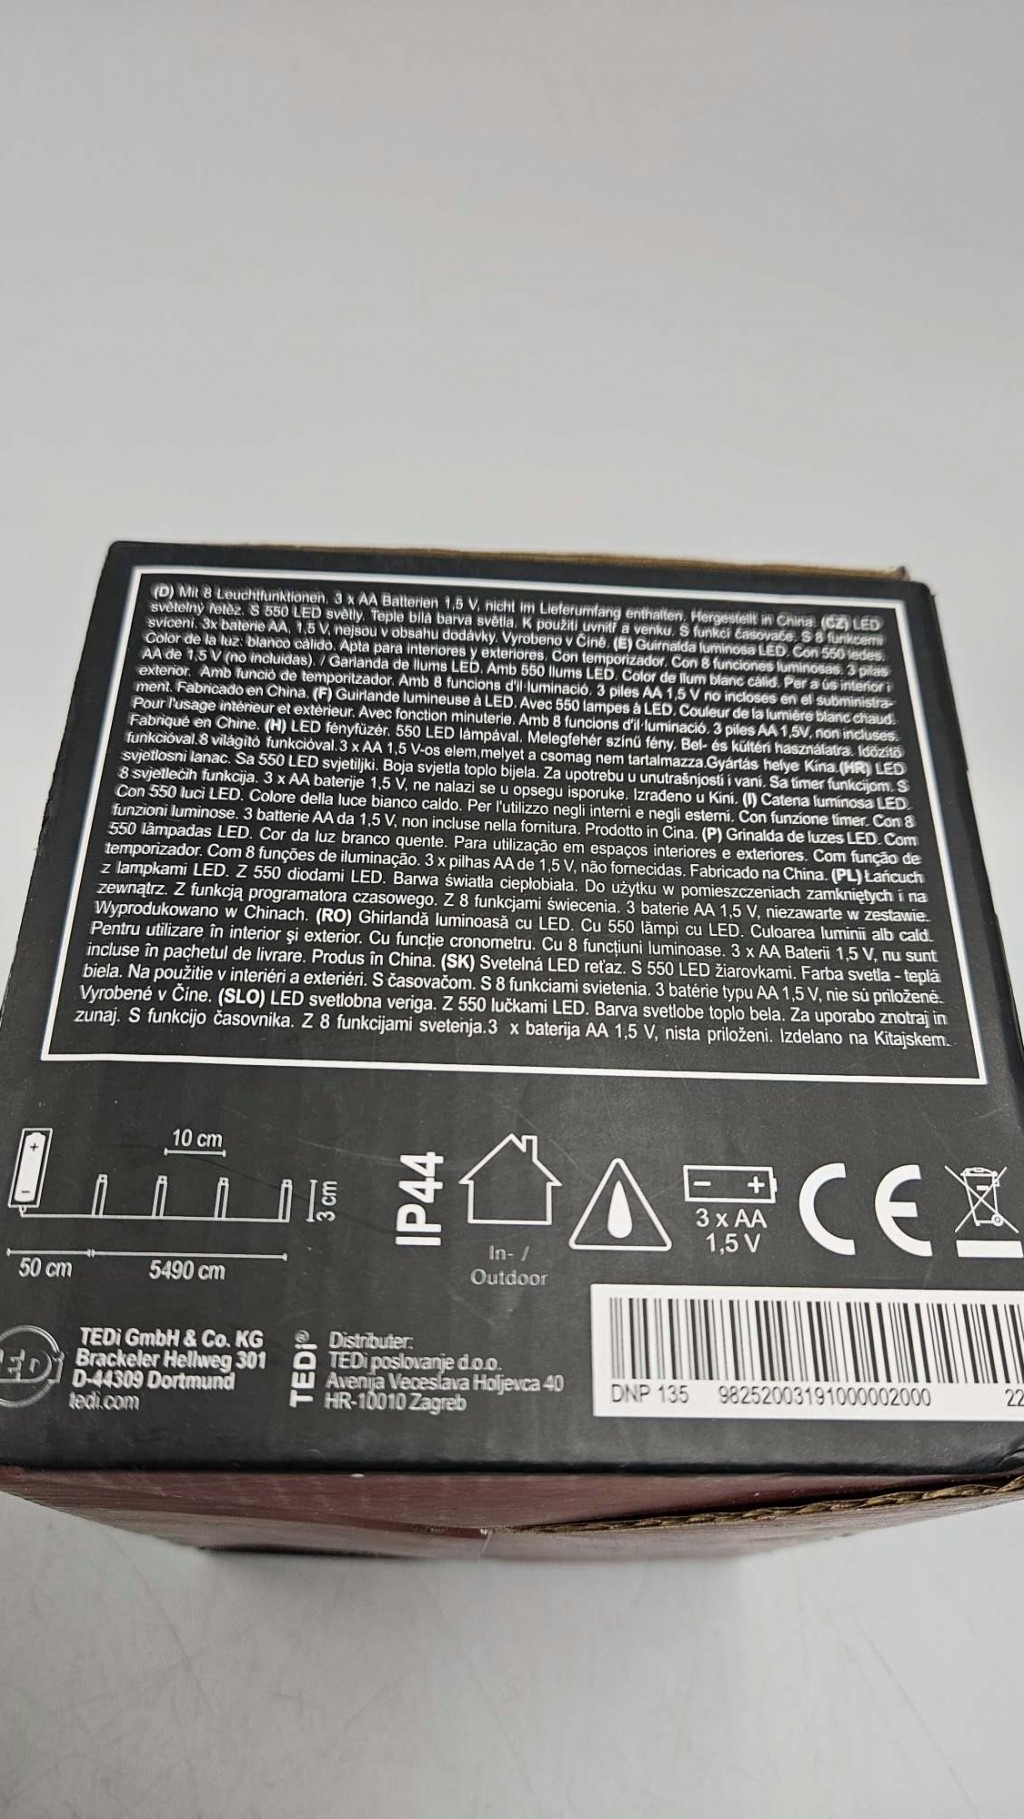 (D) Mit 8 Leuchtfunktionen. 3 x AA Batterien 1,5 V, nicht im Lieferumfang enthalten. Hergestellt in China. (CZ) LED
světelný řetěz. S 550 LED světly. Teple bílá barva světla. K použití uvnitř a venku. S funkcí časovače. S 8 funkcemi
svícení. 3x baterie AA, 1,5 V, nejsou v obsahu dodávky. Vyrobeno v Číně. (E) Guirnalda luminosa LED. Con 550 ledes.
Color de la luz: blanco cálido. Apta para interiores y exteriores. Con temporizador. Con 8 funciones luminosas. 3 pilas
AA de 1,5 V (no incluidas). / Garlanda de llums LED. Amb 550 llums LED. Color de llum blanc càlid. Per a ús interior i
exterior. Amb funció de temporitzador. Amb 8 funcions d'il·luminació. 3 piles AA 1,5 V no incloses en el subministra-
ment. Fabricado en China. (F) Guirlande lumineuse à LED. Avec 550 lampes à LED. Couleur de la lumière blanc chaud.
Pour l'usage intérieur et extérieur. Avec fonction minuterie. Amb 8 funcions d'il·luminació. 3 piles AA 1,5V, non incluses.
Fabriqué en Chine. (H) LED fényfüzér. 550 LED lámpával. Melegfehér színű fény. Bel- és kültéri használatra. Időzítő
funkcióval.8 világító funkcióval.3 x AA 1,5 V-os elem,melyet a csomag nem tartalmazza.Gyártás helye Kína.(HR) LED
svjetlosni lanac. Sa 550 LED svjetiljki. Boja svjetla toplo bijela. Za upotrebu u unutrašnjosti i vani. Sa timer funkcijom. S
8 svjetlećih funkcija. 3 x AA baterije 1,5 V, ne nalazi se u opsegu isporuke. Izrađeno u Kini. (I) Catena luminosa LED.
Con 550 luci LED. Colore della luce bianco caldo. Per l'utilizzo negli interni e negli esterni. Con funzione timer. Con 8
funzioni luminose. 3 batterie AA da 1,5 V, non incluse nella fornitura. Prodotto in Cina. (P) Grinalda de luzes LED. Com
550 lâmpadas LED. Cor da luz branco quente. Para utilização em espaços interiores e exteriores. Com função de
temporizador. Com 8 funções de iluminação. 3 x pilhas AA de 1,5 V, não fornecidas. Fabricado na China. (PL) Łańcuch
z lampkami LED. Z 550 diodami LED. Barwa światła ciepłobiała. Do użytku w pomieszczeniach zamkniętych i na
zewnątrz. Z funkcją programatora czasowego. Z 8 funkcjami świecenia. 3 baterie AA 1,5 V, niezawarte w zestawie.
Wyprodukowano w Chinach. (RO) Ghirlandă luminoasă cu LED. Cu 550 lămpi cu LED. Culoarea luminii alb cald.
Pentru utilizare în interior şi exterior. Cu funcţie cronometru. Cu 8 funcţiuni luminoase. 3 x AA Baterii 1,5 V, nu sunt
incluse în pachetul de livrare. Produs în China. (SK) Svetelná LED reťaz. S 550 LED žiarovkami. Farba svetla - teplá
biela. Na použitie v interiéri a exteriéri. S časovačom. S 8 funkciami svietenia. 3 batérie typu AA 1,5 V, nie sú priložené.
Vyrobené v Číne. (SLO) LED svetlobna veriga. Z 550 lučkami LED. Barva svetlobe toplo bela. Za uporabo znotraj in
zunaj. S funkcijo časovnika. Z 8 funkcijami svetenja.3 x baterija AA 1,5 V, nista priloženi. Izdelano na Kitajskem.
10 cm
3 cm
50 cm
5490 cm
IP44
In- /
Outdoor
3 x AA
1,5 V
CE
TEDi GmbH & Co. KG
Brackeler Hellweg 301
D-44309 Dortmund
tedi.com
TEDi®
Distributer:
TEDi poslovanje d.o.o.
Avenija Veceslava Holjevca 40
HR-10010 Zagreb
DNP 135 98252003191000002000 22